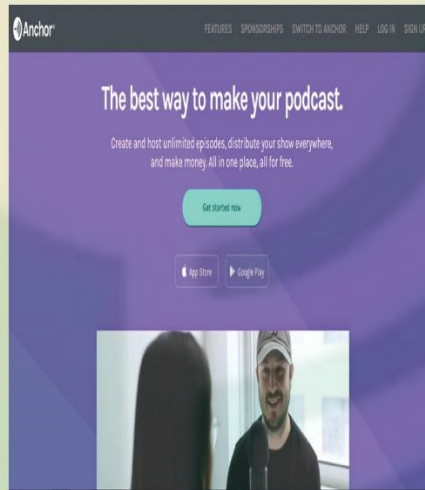 Anchor
FEATURES SPONSORSHIPS SWITCH TO ANCHOR HELP LOG IN SIGN UP
The best way to make your podcast.
Create and host unlimited episodes, distribute your show everywhere,
and make money. All in one place, all for free.
Get started now
App Store Google Play